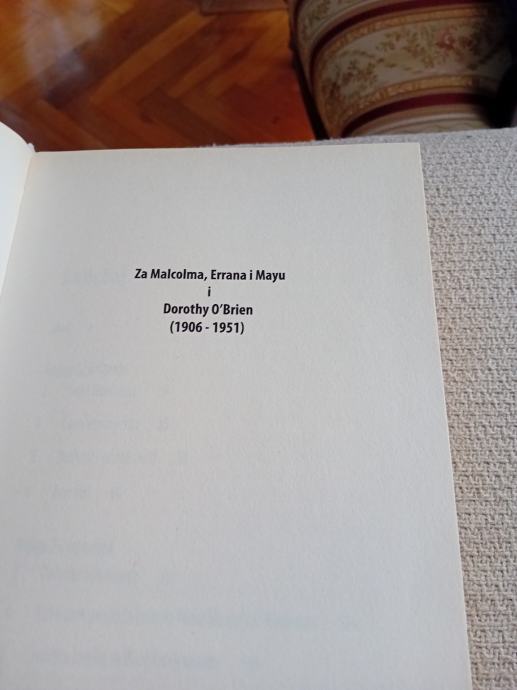 Za Malcolma, Errana i Mayu
i
Dorothy O'Brien
(1906 - 1951)